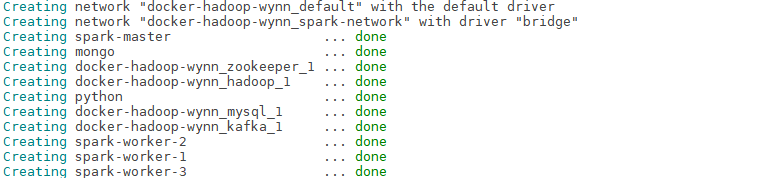 Creating network "docker-hadoop-wynn_default" with the default driver
Creating network "docker-hadoop-wynn_spark-network" with driver "bridge"
Creating spark-master                   ... done
Creating mongo                          ... done
Creating docker-hadoop-wynn_zookeeper_1 ... done
Creating docker-hadoop-wynn_hadoop_1    ... done
Creating python                         ... done
Creating docker-hadoop-wynn_mysql_1     ... done
Creating docker-hadoop-wynn_kafka_1     ... done
Creating spark-worker-2                 ... done
Creating spark-worker-1                 ... done
Creating spark-worker-3                 ... done